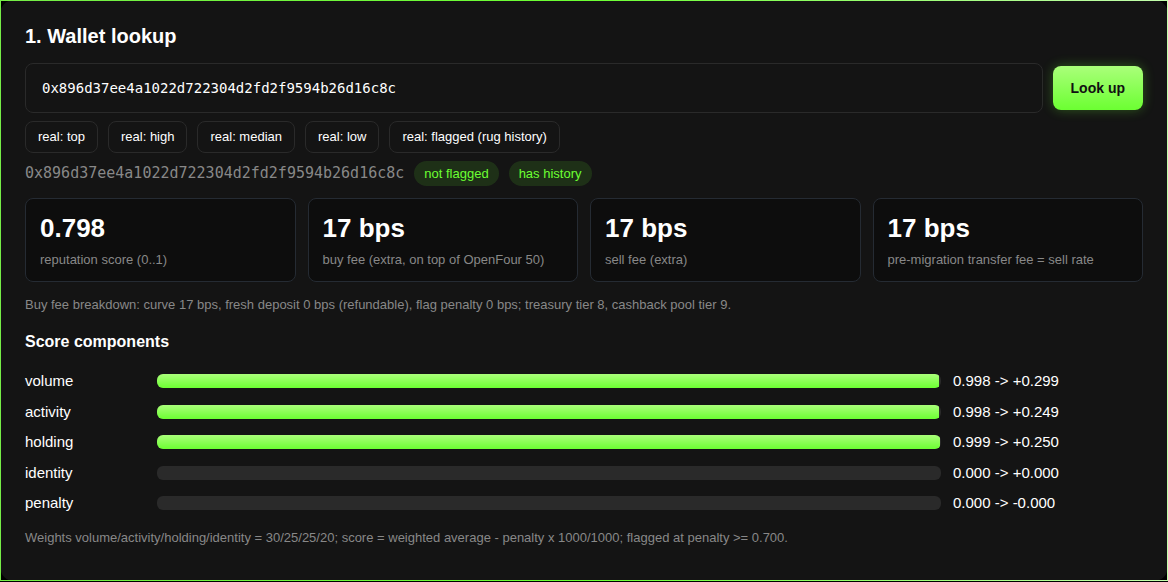 1. Wallet lookup
0x896d37ee4a1022d722304d2fd2f9594b26d16c8c
Look up
real: top
real: high
real: median
real: low
real: flagged (rug history)
0x896d37ee4a1022d722304d2fd2f9594b26d16c8c not flagged has history
0.798
reputation score (0..1)
17 bps
buy fee (extra, on top of OpenFour 50)
17 bps
sell fee (extra)
17 bps
pre-migration transfer fee = sell rate
Buy fee breakdown: curve 17 bps, fresh deposit 0 bps (refundable), flag penalty 0 bps; treasury tier 8, cashback pool tier 9.
Score components
volume 0.998 -> +0.299
activity 0.998 -> +0.249
holding 0.999 -> +0.250
identity 0.000 -> +0.000
penalty 0.000 -> -0.000
Weights volume/activity/holding/identity = 30/25/25/20; score = weighted average - penalty x 1000/1000; flagged at penalty >= 0.700.